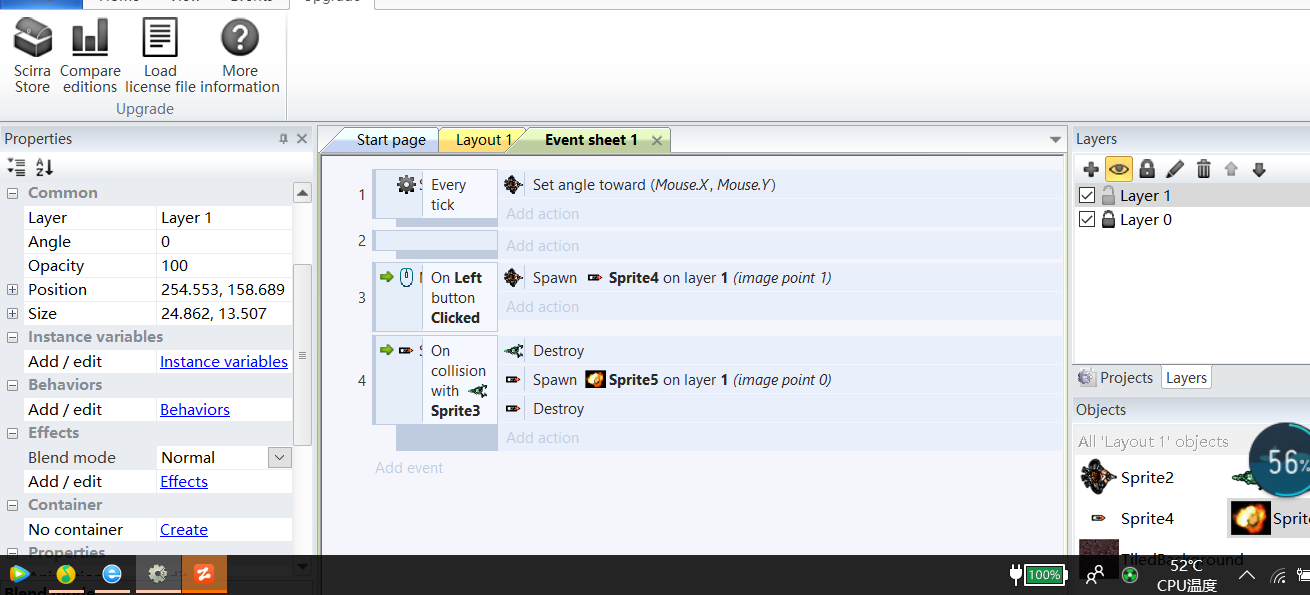 Upgrade
Scirra Store
Compare editions
Load license file
More information
Upgrade
Properties
Start page
Layout 1
Event sheet 1
Layers
Common
Layer
Layer 1
Angle
0
Opacity
100
Position
254.553, 158.689
Size
24.862, 13.507
Instance variables
Add / edit
Instance variables
Behaviors
Add / edit
Behaviors
Effects
Blend mode
Normal
Add / edit
Effects
Container
No container
Create
Properties
1
Every tick
Set angle toward (Mouse.X, Mouse.Y)
Add action
2
Add action
3
On Left button Clicked
Spawn Sprite4 on layer 1 (image point 1)
Add action
4
On collision with Sprite3
Destroy
Spawn Sprite5 on layer 1 (image point 0)
Destroy
Add action
Add event
Layer 1
Layer 0
Projects
Layers
Objects
All 'Layout 1' objects
Sprite2
Sprite4
TiledBackground
56%
100%
52℃
CPU温度